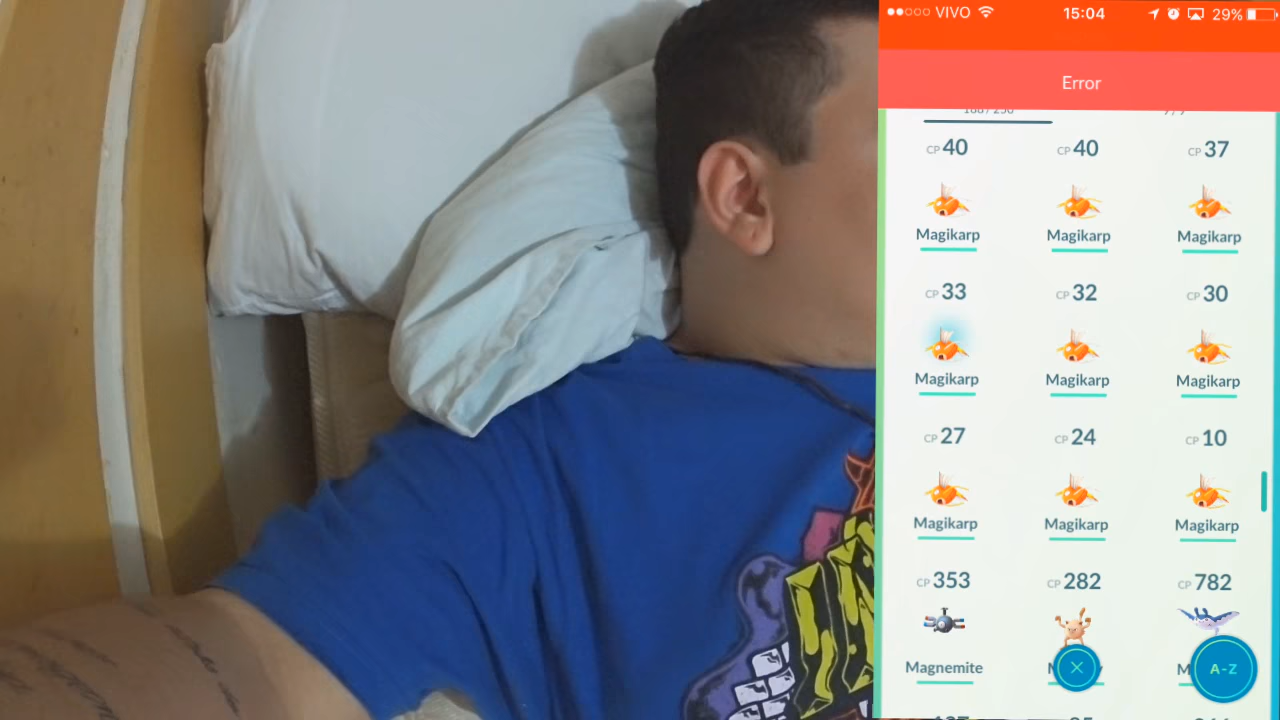 VIVO 15:04 29%
Error
CP 40 CP 40 CP 37
Magikarp Magikarp Magikarp
CP 33 CP 32 CP 30
Magikarp Magikarp Magikarp
CP 27 CP 24 CP 10
Magikarp Magikarp Magikarp
CP 353 CP 282 CP 782
Magnemite
A-Z